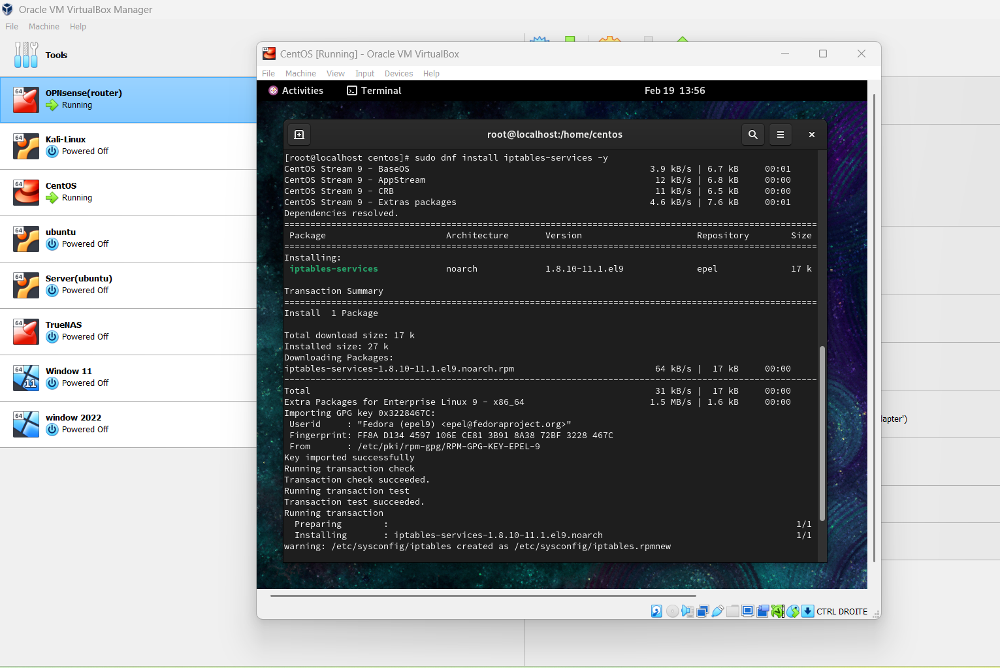 Oracle VM VirtualBox Manager
File Machine Help
Tools
64
OPNsense(router)
Running
64
Kali-Linux
Powered Off
64
CentOS
Running
64
ubuntu
Powered Off
64
Server(ubuntu)
Powered Off
64
TrueNAS
Powered Off
64
11
Window 11
Powered Off
64
window 2022
Powered Off
64
CentOS [Running] - Oracle VM VirtualBox
File Machine View Input Devices Help
Activities Terminal Feb 19 13:56
root@localhost:/home/centos
[root@localhost centos]# sudo dnf install iptables-services -y
CentOS Stream 9 - BaseOS 3.9 kB/s | 6.7 kB 00:01
CentOS Stream 9 - AppStream 12 kB/s | 6.8 kB 00:00
CentOS Stream 9 - CRB 11 kB/s | 6.5 kB 00:00
CentOS Stream 9 - Extras packages 4.6 kB/s | 7.6 kB 00:01
Dependencies resolved.
Package Architecture Version Repository Size
Installing:
iptables-services noarch 1.8.10-11.1.el9 epel 17 k
Transaction Summary
Install 1 Package
Total download size: 17 k
Installed size: 27 k
Downloading Packages:
iptables-services-1.8.10-11.1.el9.noarch.rpm 64 kB/s | 17 kB 00:00
Total 31 kB/s | 17 kB 00:00
Extra Packages for Enterprise Linux 9 - x86_64 1.5 MB/s | 1.6 kB 00:00
Importing GPG key 0x3228467C:
Userid : "Fedora (epel9) <epel@fedoraproject.org>"
Fingerprint: FF8A D134 4597 106E CE81 3B91 8A38 72BF 3228 467C
From : /etc/pki/rpm-gpg/RPM-GPG-KEY-EPEL-9
Key imported successfully
Running transaction check
Transaction check succeeded.
Running transaction test
Transaction test succeeded.
Running transaction
Preparing : 1/1
Installing : iptables-services-1.8.10-11.1.el9.noarch 1/1
warning: /etc/sysconfig/iptables created as /etc/sysconfig/iptables.rpmnew
lapter')
CTRL DROITE